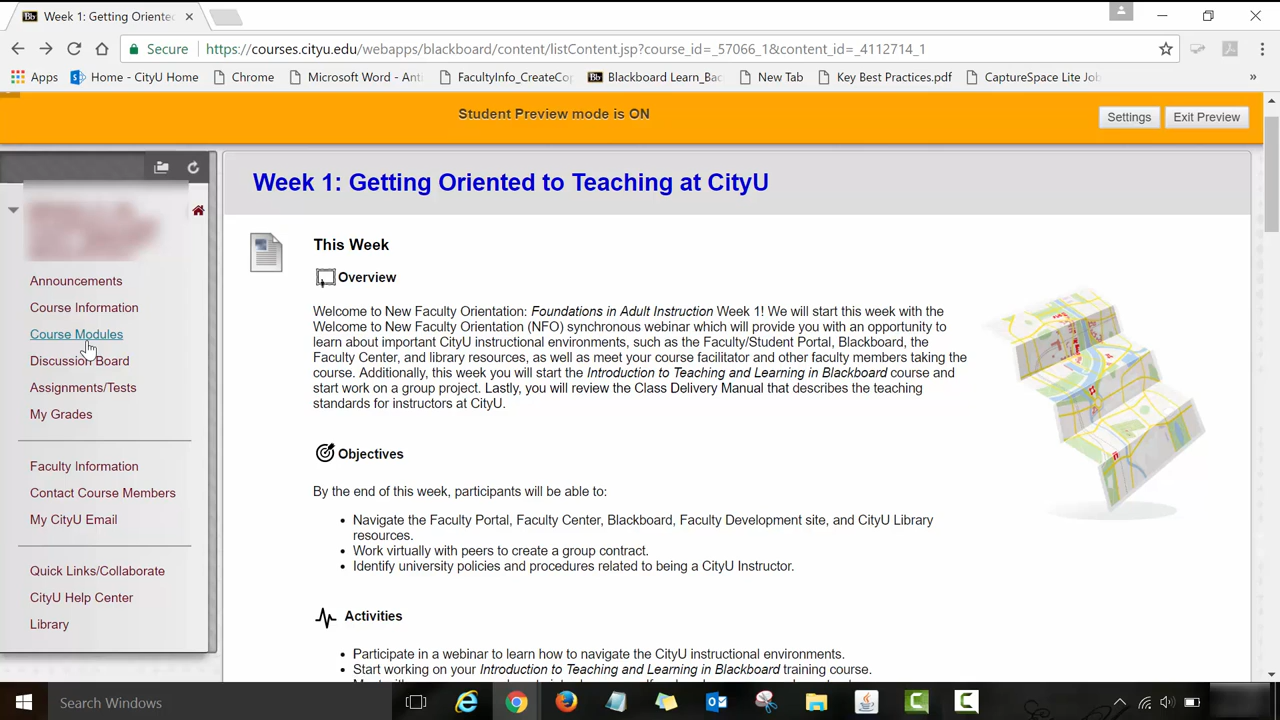 Week 1: Getting Oriented
Secure https://courses.cityu.edu/webapps/blackboard/content/listContent.jsp?course_id=_57066_1&content_id=_4112714_1
Apps Home - CityU Home Chrome Microsoft Word - Anti FacultyInfo_CreateCop Blackboard Learn_Bac New Tab Key Best Practices.pdf CaptureSpace Lite Job »
Student Preview mode is ON
Settings
Exit Preview
Announcements
Course Information
Course Modules
Discussion Board
Assignments/Tests
My Grades
Faculty Information
Contact Course Members
My CityU Email
Quick Links/Collaborate
CityU Help Center
Library
Week 1: Getting Oriented to Teaching at CityU
This Week
Overview
Welcome to New Faculty Orientation: Foundations in Adult Instruction Week 1! We will start this week with the
Welcome to New Faculty Orientation (NFO) synchronous webinar which will provide you with an opportunity to
learn about important CityU instructional environments, such as the Faculty/Student Portal, Blackboard, the
Faculty Center, and library resources, as well as meet your course facilitator and other faculty members taking the
course. Additionally, this week you will start the Introduction to Teaching and Learning in Blackboard course and
start work on a group project. Lastly, you will review the Class Delivery Manual that describes the teaching
standards for instructors at CityU.
Objectives
By the end of this week, participants will be able to:
• Navigate the Faculty Portal, Faculty Center, Blackboard, Faculty Development site, and CityU Library
resources.
• Work virtually with peers to create a group contract.
• Identify university policies and procedures related to being a CityU Instructor.
Activities
• Participate in a webinar to learn how to navigate the CityU instructional environments.
• Start working on your Introduction to Teaching and Learning in Blackboard training course.
Search Windows